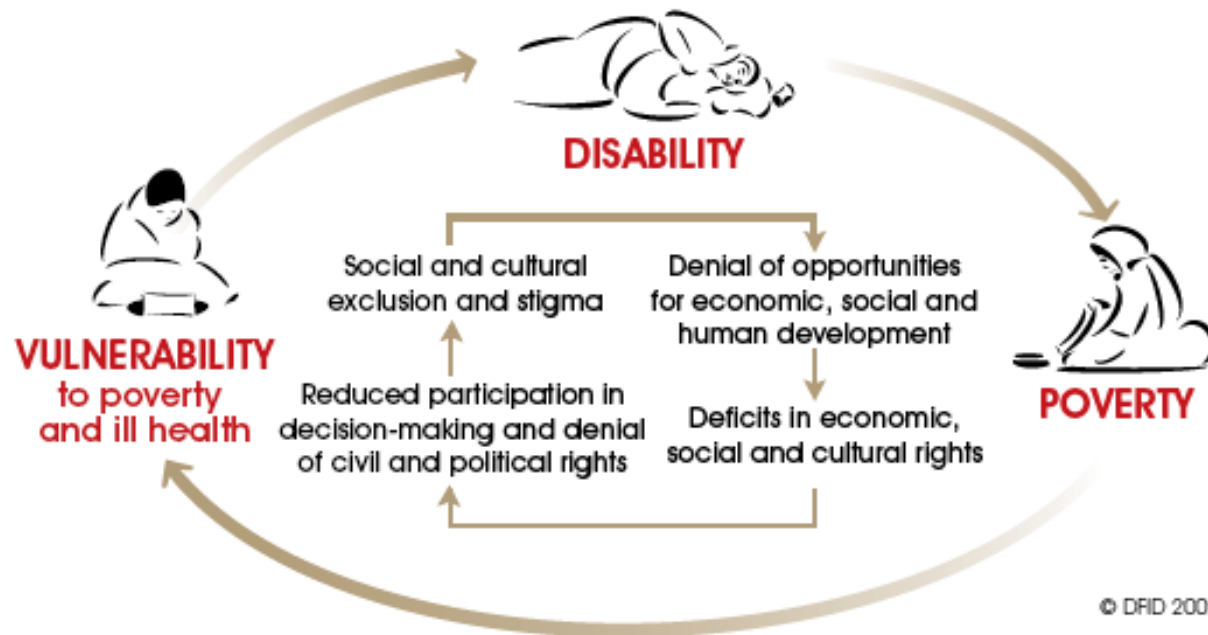 DISABILITY
Social and cultural
exclusion and stigma
Denial of opportunities
for economic, social and
human development
VULNERABILITY
to poverty
and ill health
Reduced participation in
decision-making and denial
of civil and political rights
Deficits in economic,
social and cultural rights
POVERTY
© DFID 200